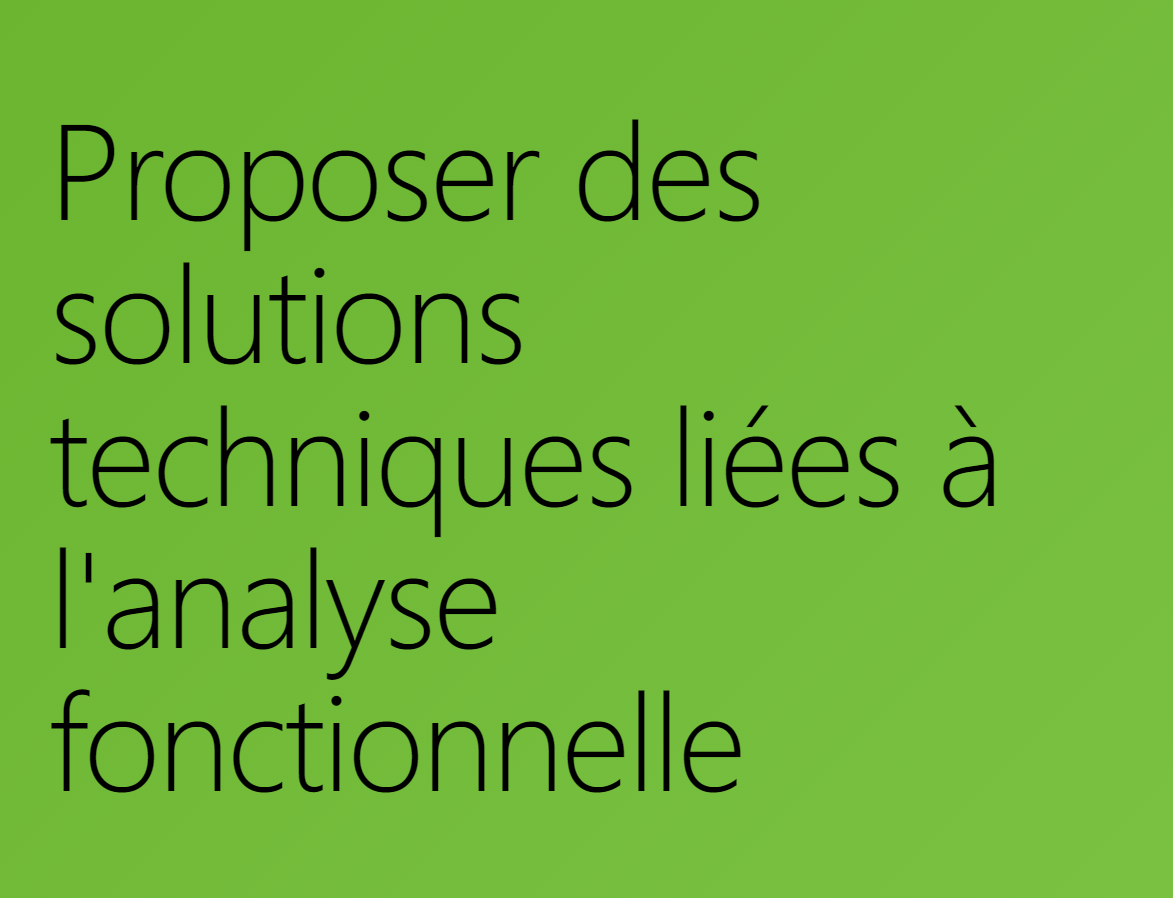 Proposer des
solutions
techniques liées à
l'analyse
fonctionnelle